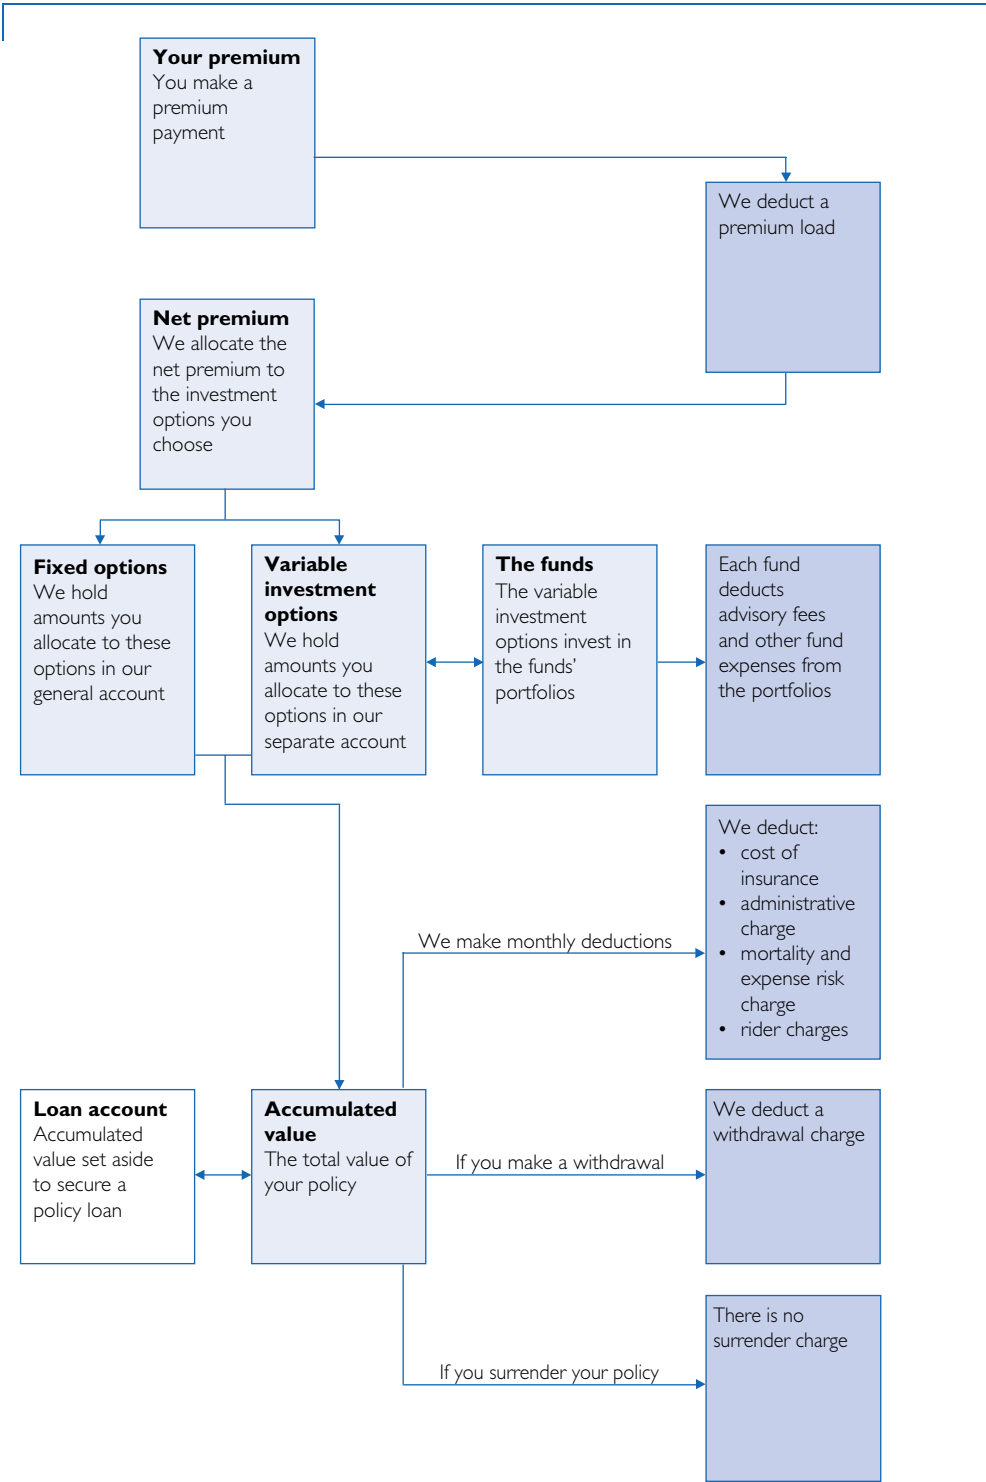 Your premium
You make a
premium
payment
We deduct a
premium load
Net premium
We allocate the
net premium to
the investment
options you
choose
Fixed options
We hold
amounts you
allocate to these
options in our
general account
Variable
investment
options
We hold
amounts you
allocate to these
options in our
separate account
The funds
The variable
investment
options invest in
the funds’
portfolios
Each fund
deducts
advisory fees
and other fund
expenses from
the portfolios
We make monthly deductions
We deduct:
• cost of
insurance
• administrative
charge
• mortality and
expense risk
charge
• rider charges
Loan account
Accumulated
value set aside
to secure a
policy loan
Accumulated
value
The total value of
your policy
If you make a withdrawal
We deduct a
withdrawal charge
If you surrender your policy
There is no
surrender charge